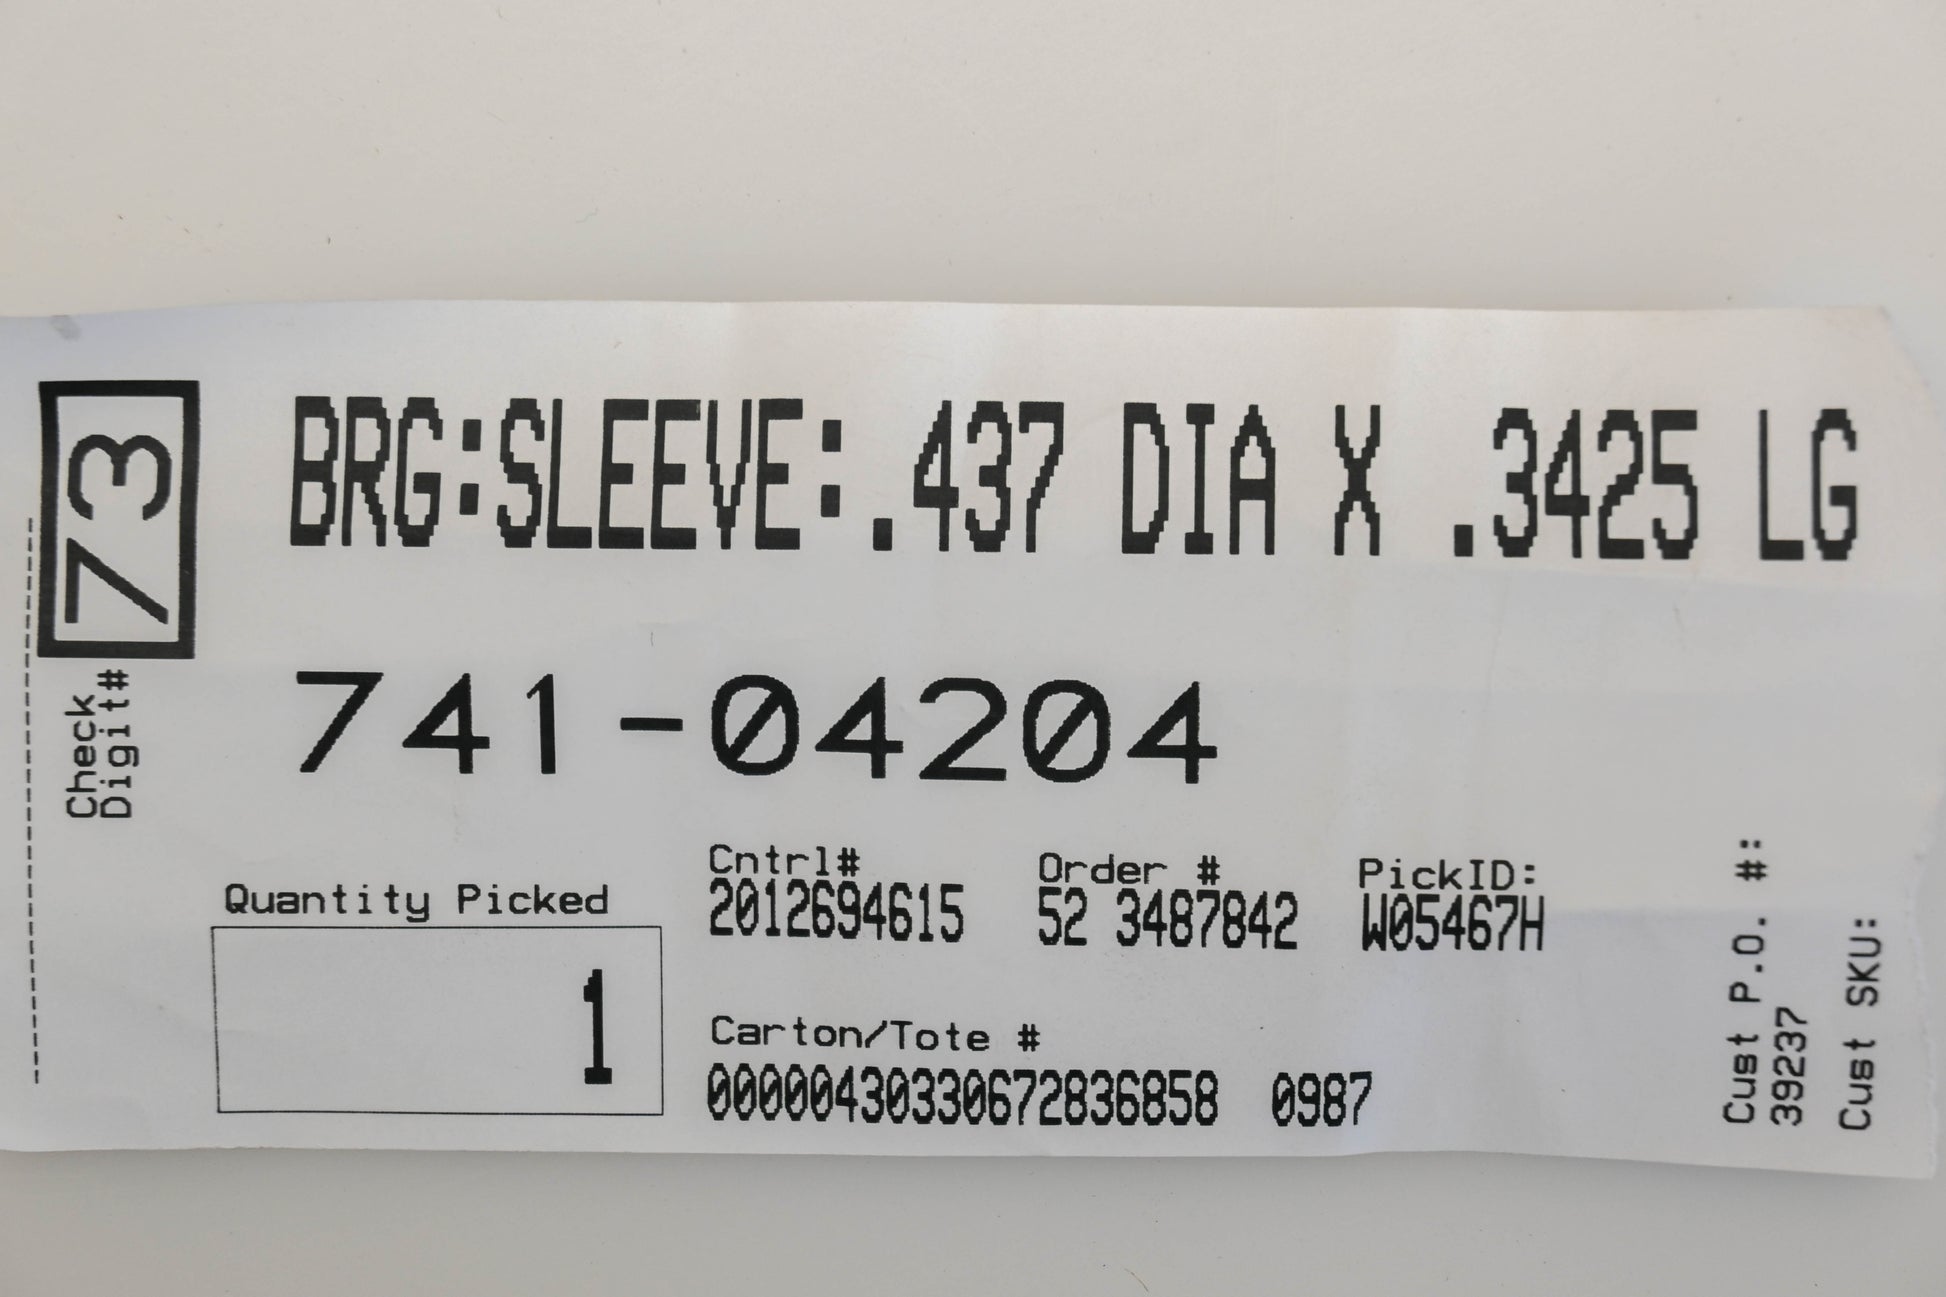 73
Check
Digit#
BRG:SLEEVE:.437 DIA X .3425 LG
741-04204
Quantity Picked
1
Cntrl#
2012694615
Order #
52 3487842
PickID:
W05467H
Carton/Tote #
00000430330672836858 0987
Cust P.O. #:
39237
Cust SKU: